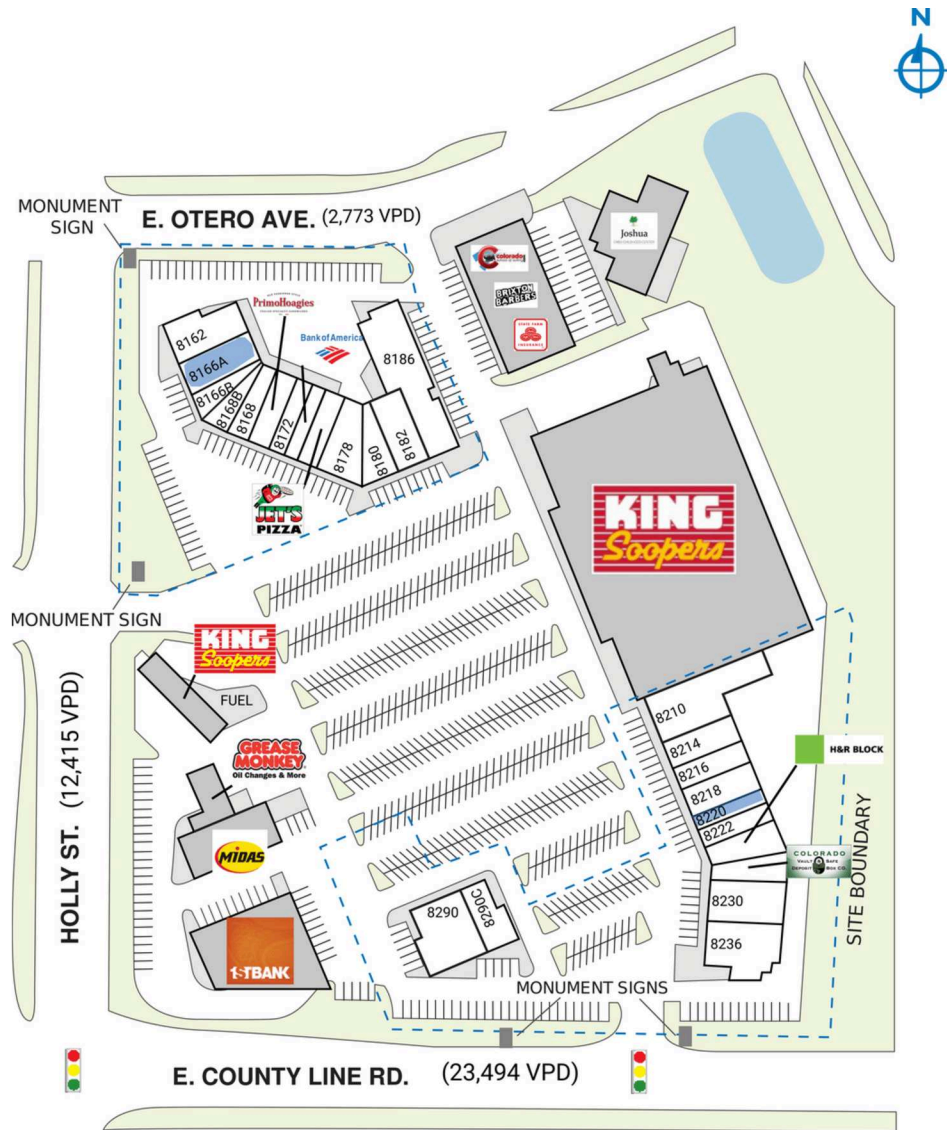 N
MONUMENT
SIGN
E. OTERO AVE. (2,773 VPD)
colorado
BRIXTON
BARBERS
STATE FARM
INSURANCE
Joshua
PrimoHoagies
Bank of America
8162
8166A
8166B
8168B
8168
8172
8178
8180
8182
8186
JET'S
PIZZA
KING
Soopers
MONUMENT SIGN
KING
Soopers
FUEL
HOLLY ST. (12,415 VPD)
GREASE
MONKEY
Oil Changes & More
MIDAS
1STBANK
8210
8214
8216
8218
8220
8222
H&R BLOCK
COLORADO
VAULT SAFE
DEPOSIT BOX CO
8230
8236
SITE BOUNDARY
8290
8290C
MONUMENT SIGNS
E. COUNTY LINE RD. (23,494 VPD)